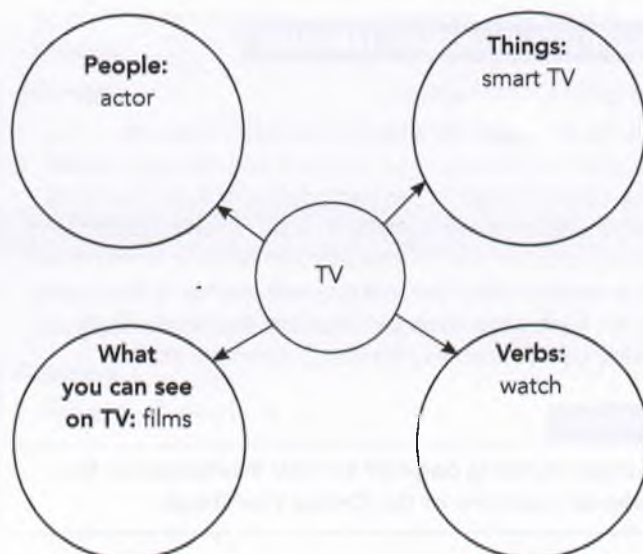 People:
actor
Things:
smart TV
TV
What
you can see
on TV: films
Verbs:
watch